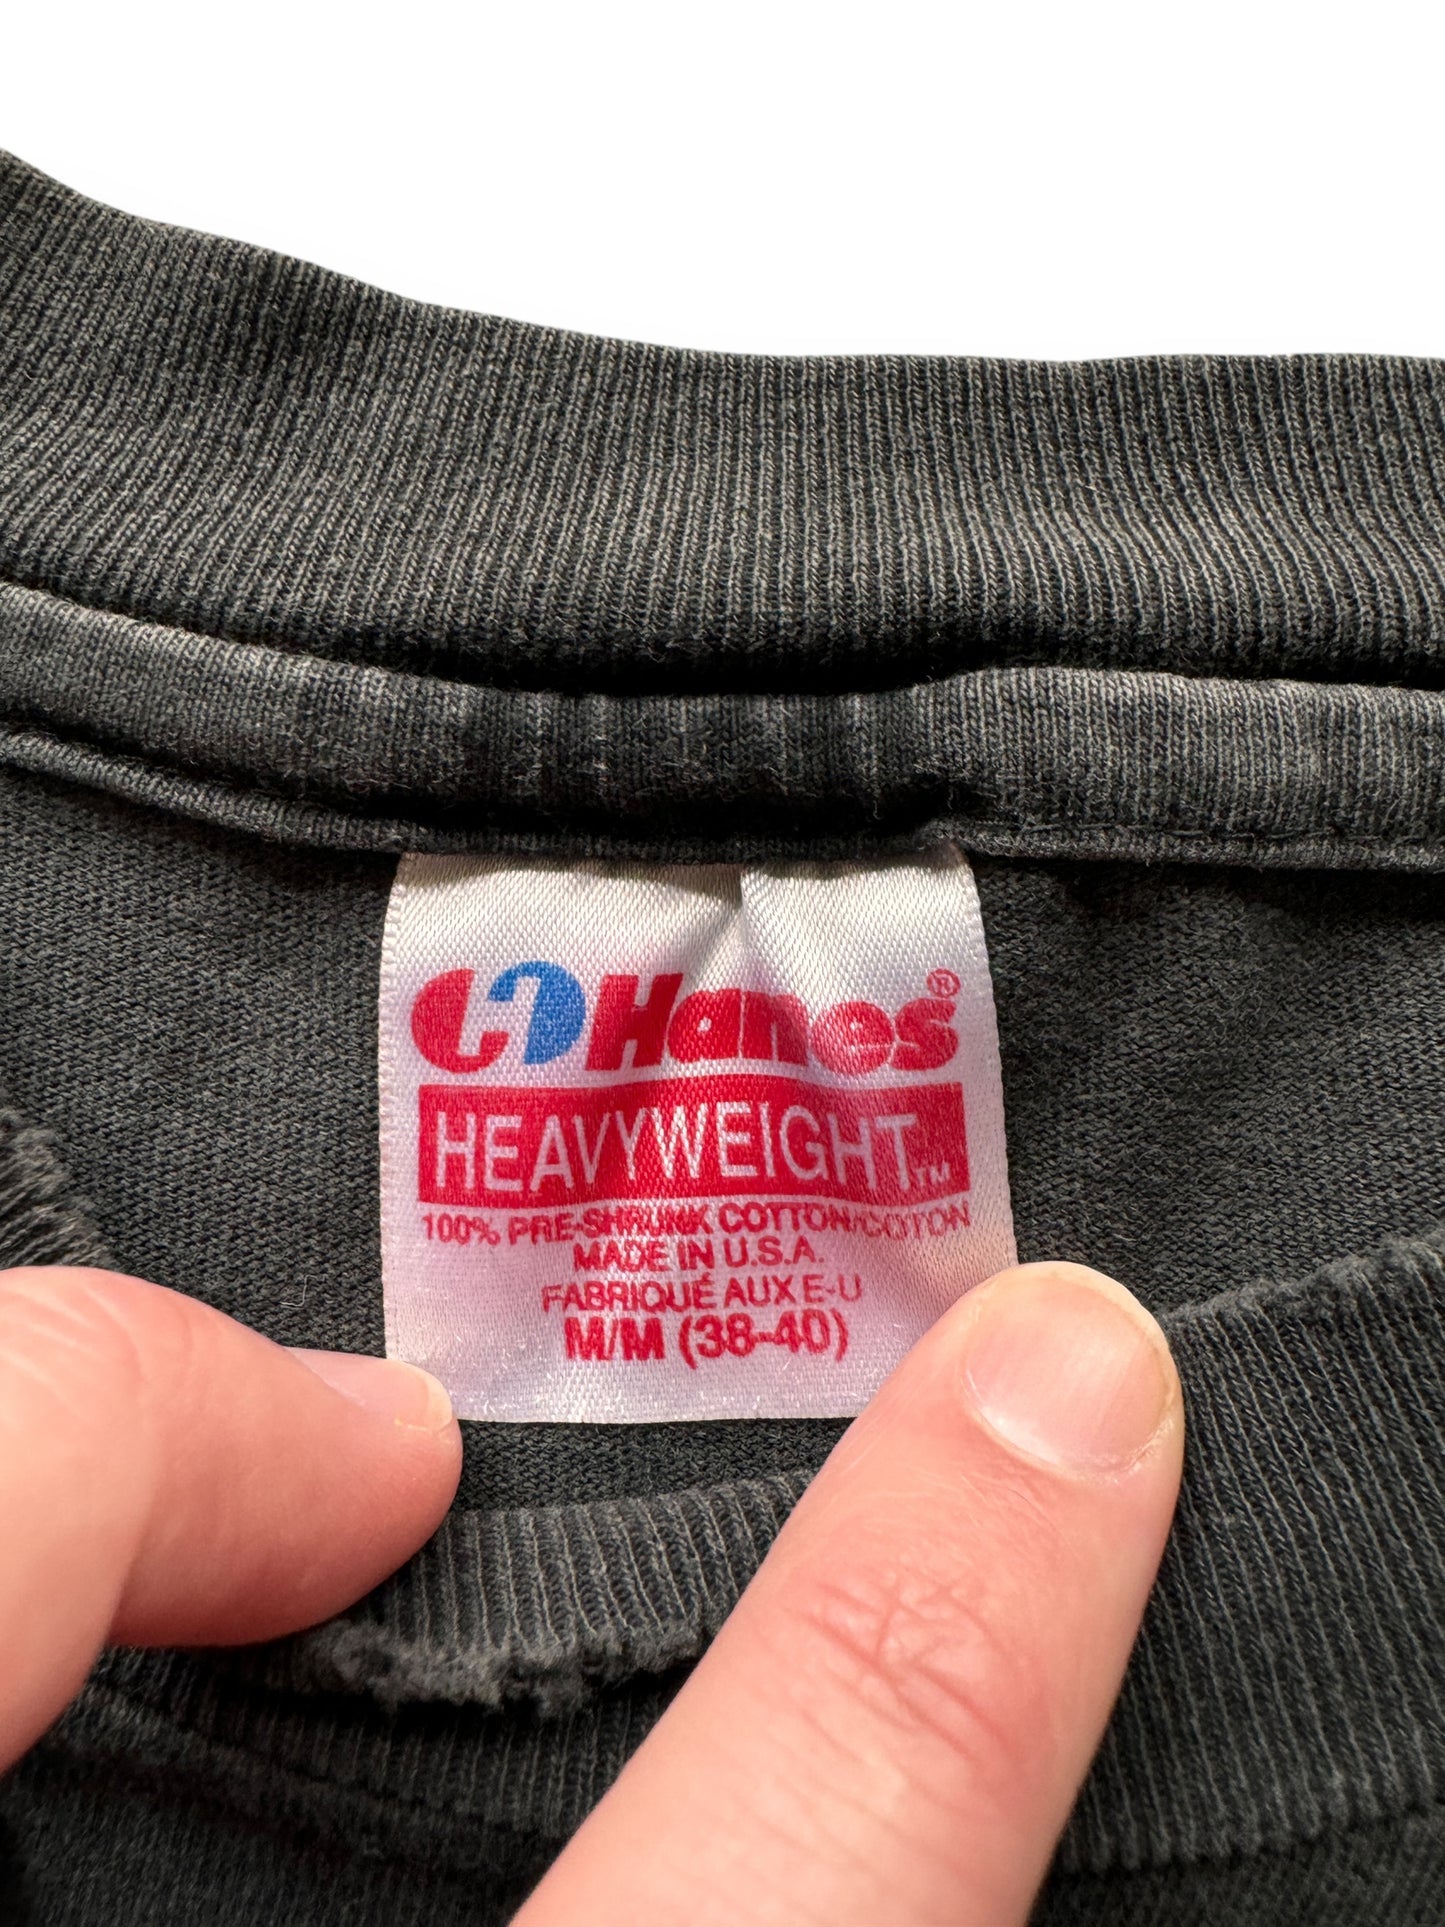 Hanes®
HEAVYWEIGHT™
100% PRE-SHRUNK COTTON/COTON
MADE IN U.S.A.
FABRIQUÉ AUX E-U
M/M (38-40)